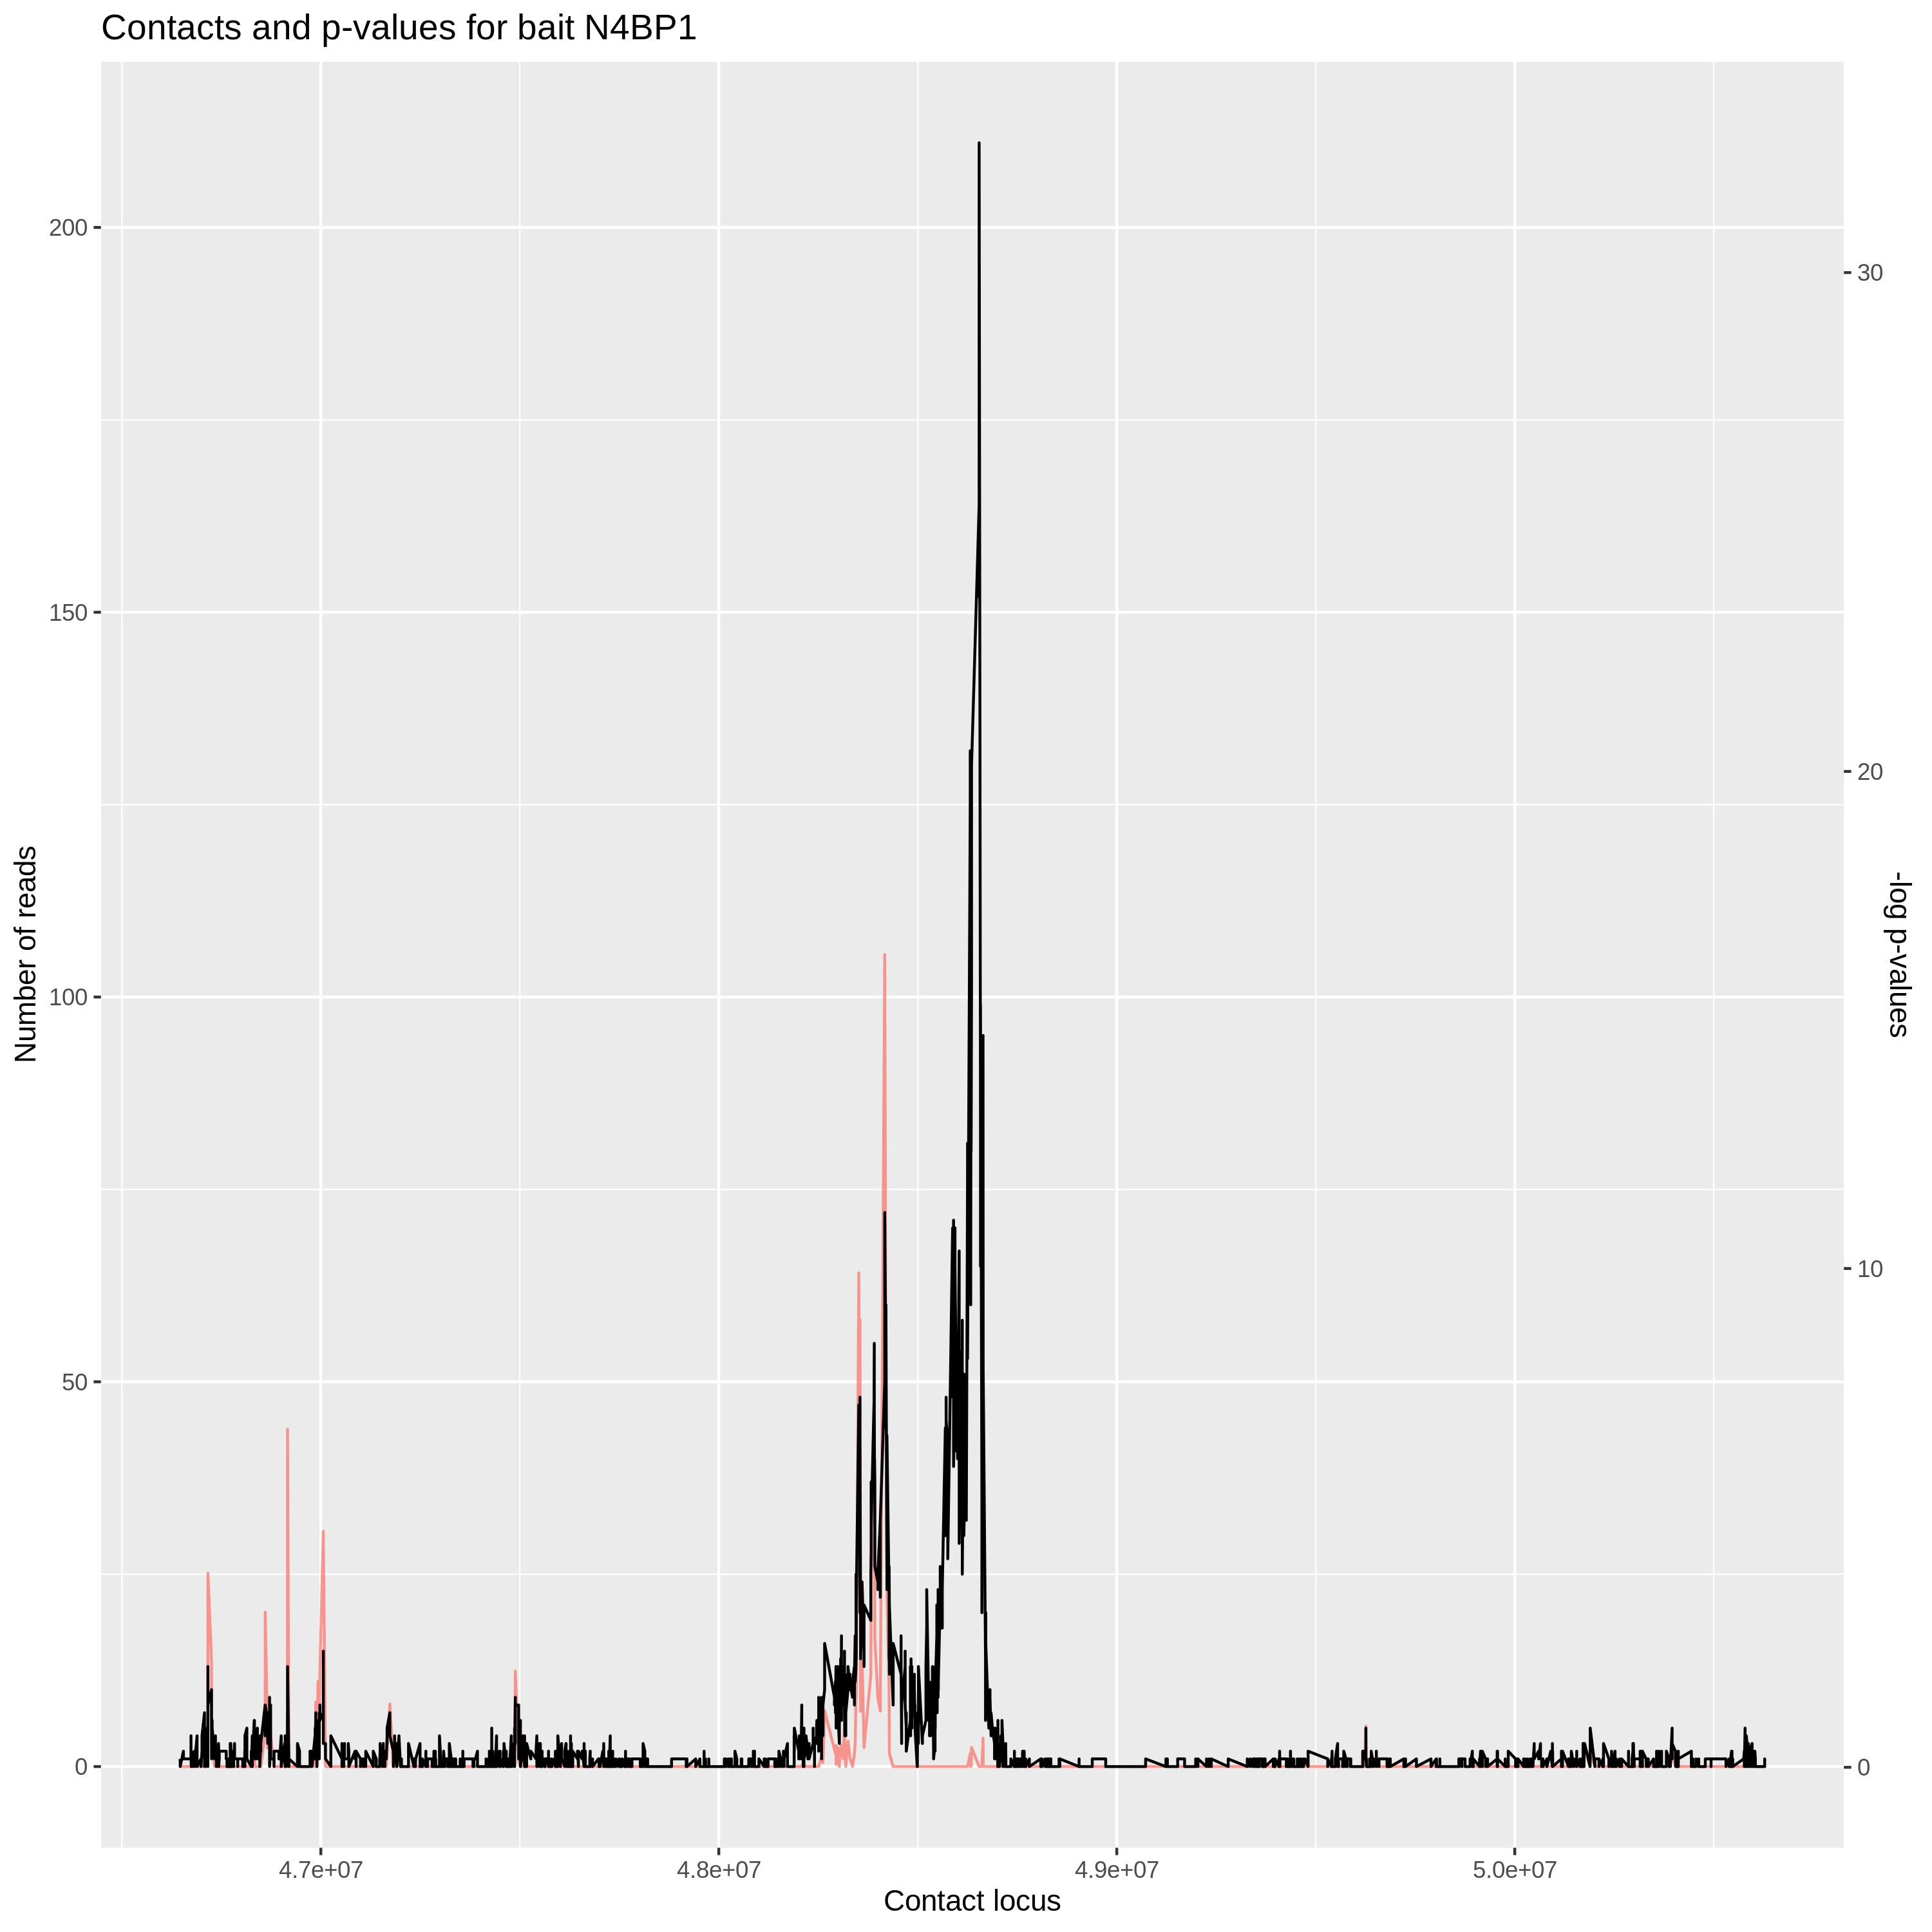 Contacts and p-values for bait N4BP1
200
150
100
50
0
Number of reads
30
20
10
0
-log p-values
4.7e+07
4.8e+07
4.9e+07
5.0e+07
Contact locus